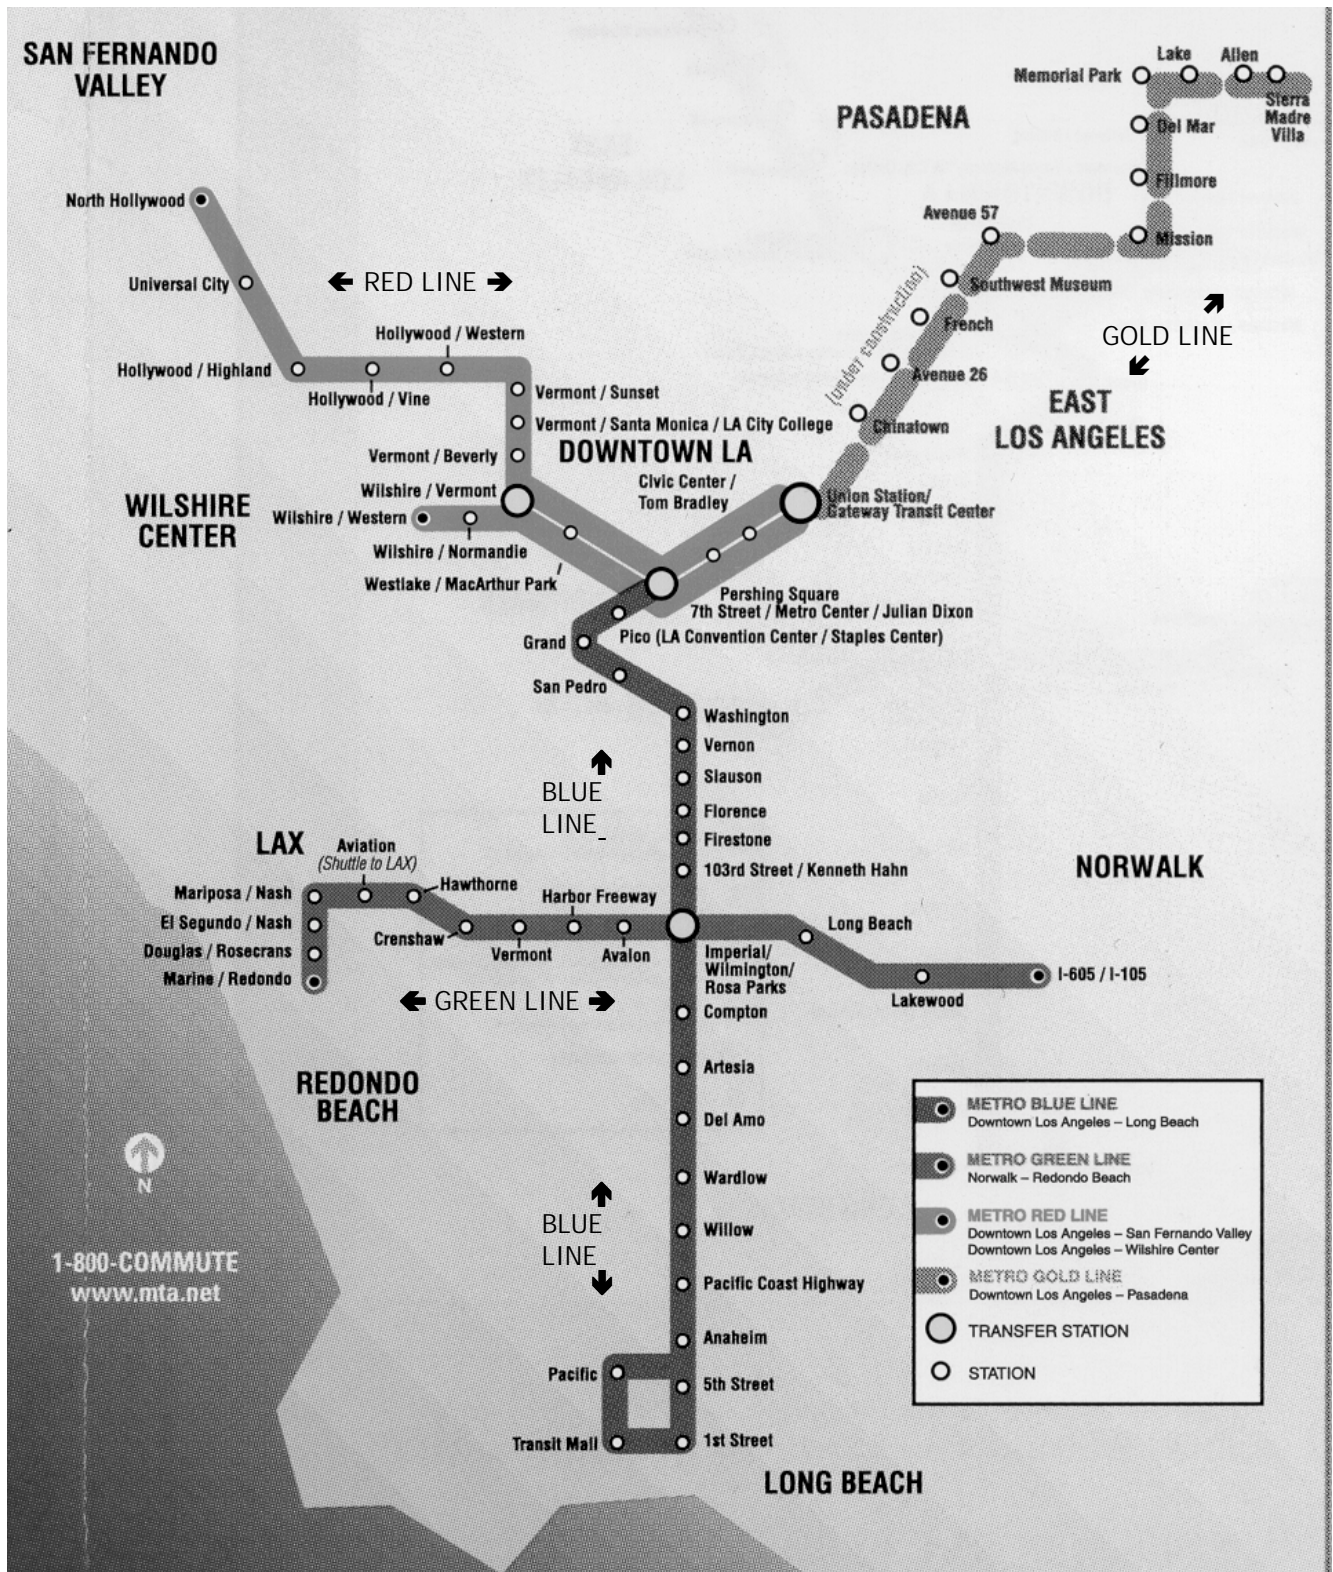 SAN FERNANDO
VALLEY
Lake
Allen
Memorial Park
Sierra
Madre
Villa
PASADENA
Del Mar
Fillmore
North Hollywood
Avenue 57
Mission
Universal City
← RED LINE →
Southwest Museum
(under construction)
French
GOLD LINE
Hollywood / Western
Hollywood / Highland
Hollywood / Vine
Avenue 26
Vermont / Sunset
EAST
LOS ANGELES
Chinatown
Vermont / Santa Monica / LA City College
Vermont / Beverly
DOWNTOWN LA
Civic Center /
Tom Bradley
Wilshire / Vermont
Union Station/
Gateway Transit Center
WILSHIRE
CENTER
Wilshire / Western
Wilshire / Normandie
Westlake / MacArthur Park
Pershing Square
7th Street / Metro Center / Julian Dixon
Pico (LA Convention Center / Staples Center)
Grand
San Pedro
Washington
Vernon
Slauson
BLUE
LINE_
Florence
Firestone
LAX
Aviation
(Shuttle to LAX)
103rd Street / Kenneth Hahn
NORWALK
Mariposa / Nash
Hawthorne
Harbor Freeway
El Segundo / Nash
Long Beach
Crenshaw
Vermont
Avalon
Douglas / Rosecrans
Imperial/
Wilmington/
Rosa Parks
Marine / Redondo
I-605 / I-105
Lakewood
← GREEN LINE →
Compton
Artesia
REDONDO
BEACH
Del Amo
Wardlow
N
BLUE
LINE
Willow
1-800-COMMUTE
www.mta.net
Pacific Coast Highway
Anaheim
Pacific
5th Street
Transit Mall
1st Street
LONG BEACH
METRO BLUE LINE
Downtown Los Angeles – Long Beach
METRO GREEN LINE
Norwalk – Redondo Beach
METRO RED LINE
Downtown Los Angeles – San Fernando Valley
Downtown Los Angeles – Wilshire Center
METRO GOLD LINE
Downtown Los Angeles – Pasadena
TRANSFER STATION
STATION